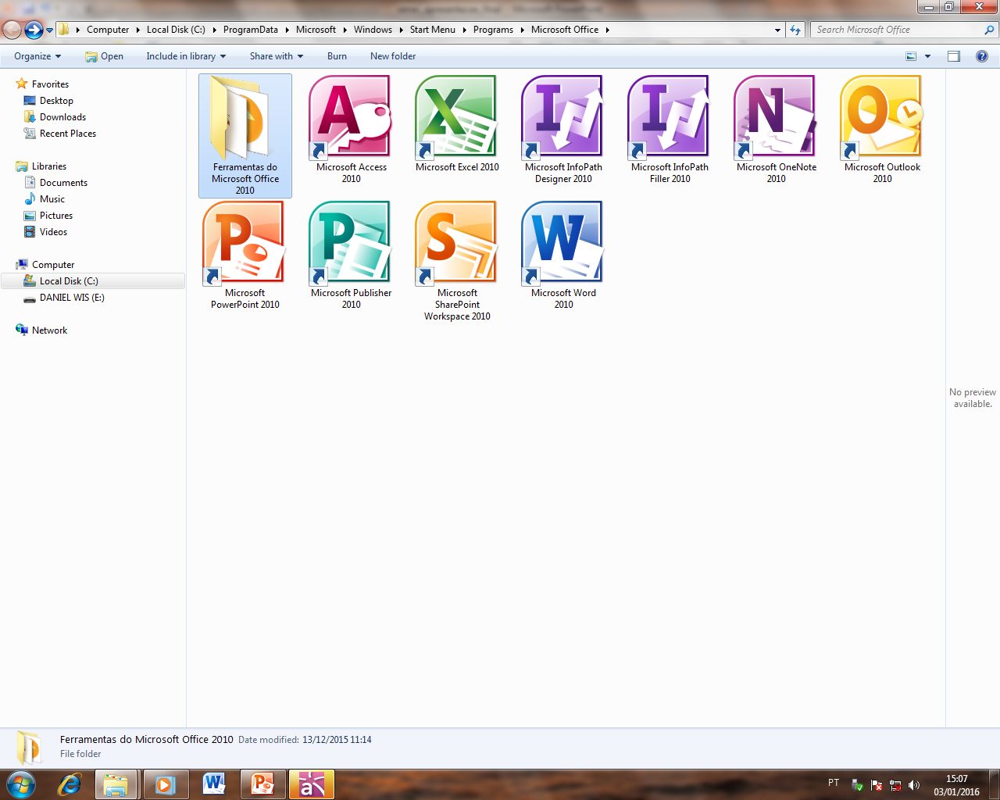 Computer Local Disk (C:) ProgramData Microsoft Windows Start Menu Programs Microsoft Office
Search Microsoft Office
Organize Open Include in library Share with Burn New folder
Favorites
Desktop
Downloads
Recent Places
Libraries
Documents
Music
Pictures
Videos
Computer
Local Disk (C:)
DANIEL WIS (E:)
Network
Ferramentas do
Microsoft Office
2010
Microsoft Access
2010
Microsoft Excel 2010
Microsoft InfoPath
Designer 2010
Microsoft InfoPath
Filler 2010
Microsoft OneNote
2010
Microsoft Outlook
2010
Microsoft
PowerPoint 2010
Microsoft Publisher
2010
Microsoft
SharePoint
Workspace 2010
Microsoft Word
2010
No preview
available.
Ferramentas do Microsoft Office 2010 Date modified: 13/12/2015 11:14
File folder
PT
15:07
03/01/2016